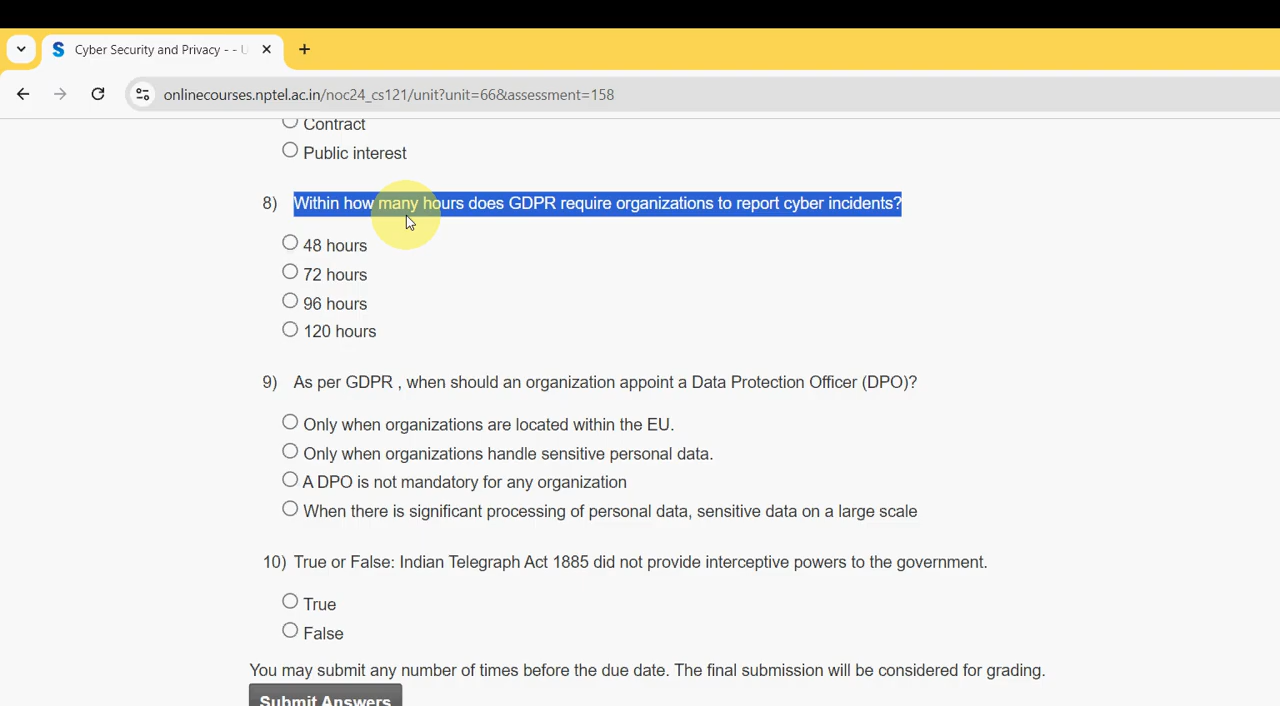 Cyber Security and Privacy - - U
onlinecourses.nptel.ac.in/noc24_cs121/unit?unit=66&assessment=158
Contract
Public interest
8) Within how many hours does GDPR require organizations to report cyber incidents?
48 hours
72 hours
96 hours
120 hours
9) As per GDPR , when should an organization appoint a Data Protection Officer (DPO)?
Only when organizations are located within the EU.
Only when organizations handle sensitive personal data.
A DPO is not mandatory for any organization
When there is significant processing of personal data, sensitive data on a large scale
10) True or False: Indian Telegraph Act 1885 did not provide interceptive powers to the government.
True
False
You may submit any number of times before the due date. The final submission will be considered for grading.
Submit Answers